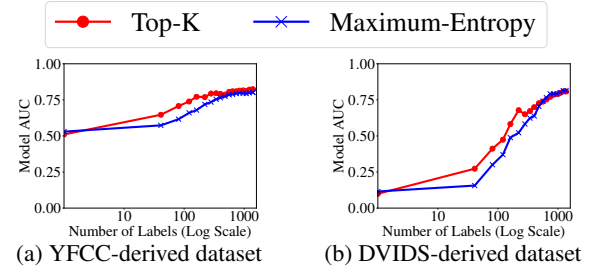 Top-K Maximum-Entropy
1.00
0.75
0.50
0.25
0.00
Model AUC
10 100 1000
Number of Labels (Log Scale)
(a) YFCC-derived dataset
1.00
0.75
0.50
0.25
0.00
Model AUC
10 100 1000
Number of Labels (Log Scale)
(b) DVIDS-derived dataset